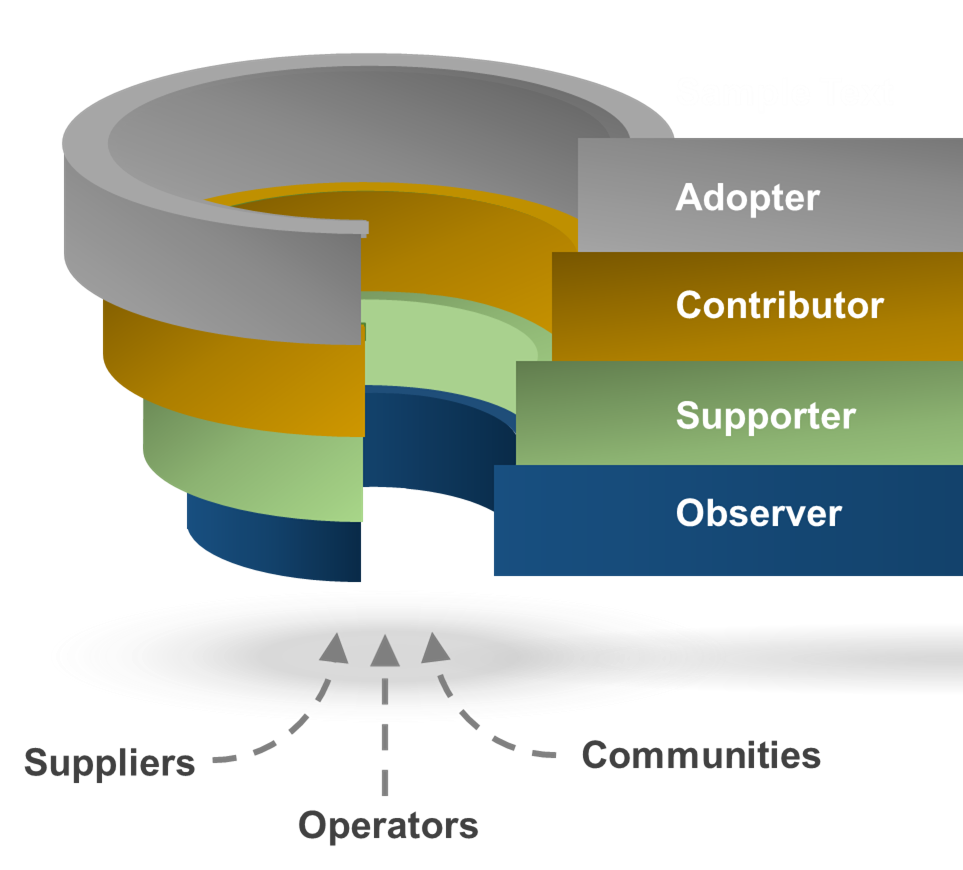 Adopter
Contributor
Supporter
Observer
Suppliers
Communities
Operators